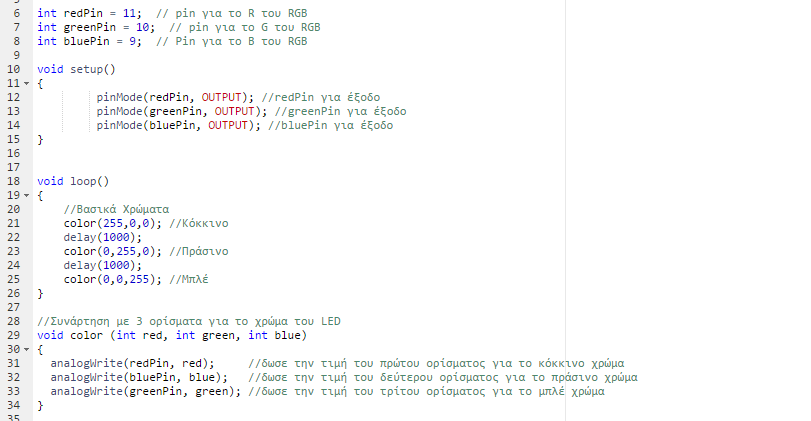 6 int redPin = 11;  // pin για το R του RGB
7 int greenPin = 10;  // pin για το G του RGB
8 int bluePin = 9;  // Pin για το B του RGB
9
10 void setup()
11 {
12         pinMode(redPin, OUTPUT); //redPin για έξοδο
13         pinMode(greenPin, OUTPUT); //greenPin για έξοδο
14         pinMode(bluePin, OUTPUT); //bluePin για έξοδο
15 }
16
17
18 void loop()
19 {
20     //Βασικά Χρώματα
21     color(255,0,0); //Κόκκινο
22     delay(1000);
23     color(0,255,0); //Πράσινο
24     delay(1000);
25     color(0,0,255); //Μπλέ
26 }
27
28 //Συνάρτηση με 3 ορίσματα για το χρώμα του LED
29 void color (int red, int green, int blue)
30 {
31   analogWrite(redPin, red);     //δωσε την τιμή του πρώτου ορίσματος για το κόκκινο χρώμα
32   analogWrite(bluePin, blue);   //δωσε την τιμή του δεύτερου ορίσματος για το πράσινο χρώμα
33   analogWrite(greenPin, green); //δωσε την τιμή του τρίτου ορίσματος για το μπλέ χρώμα
34 }
35